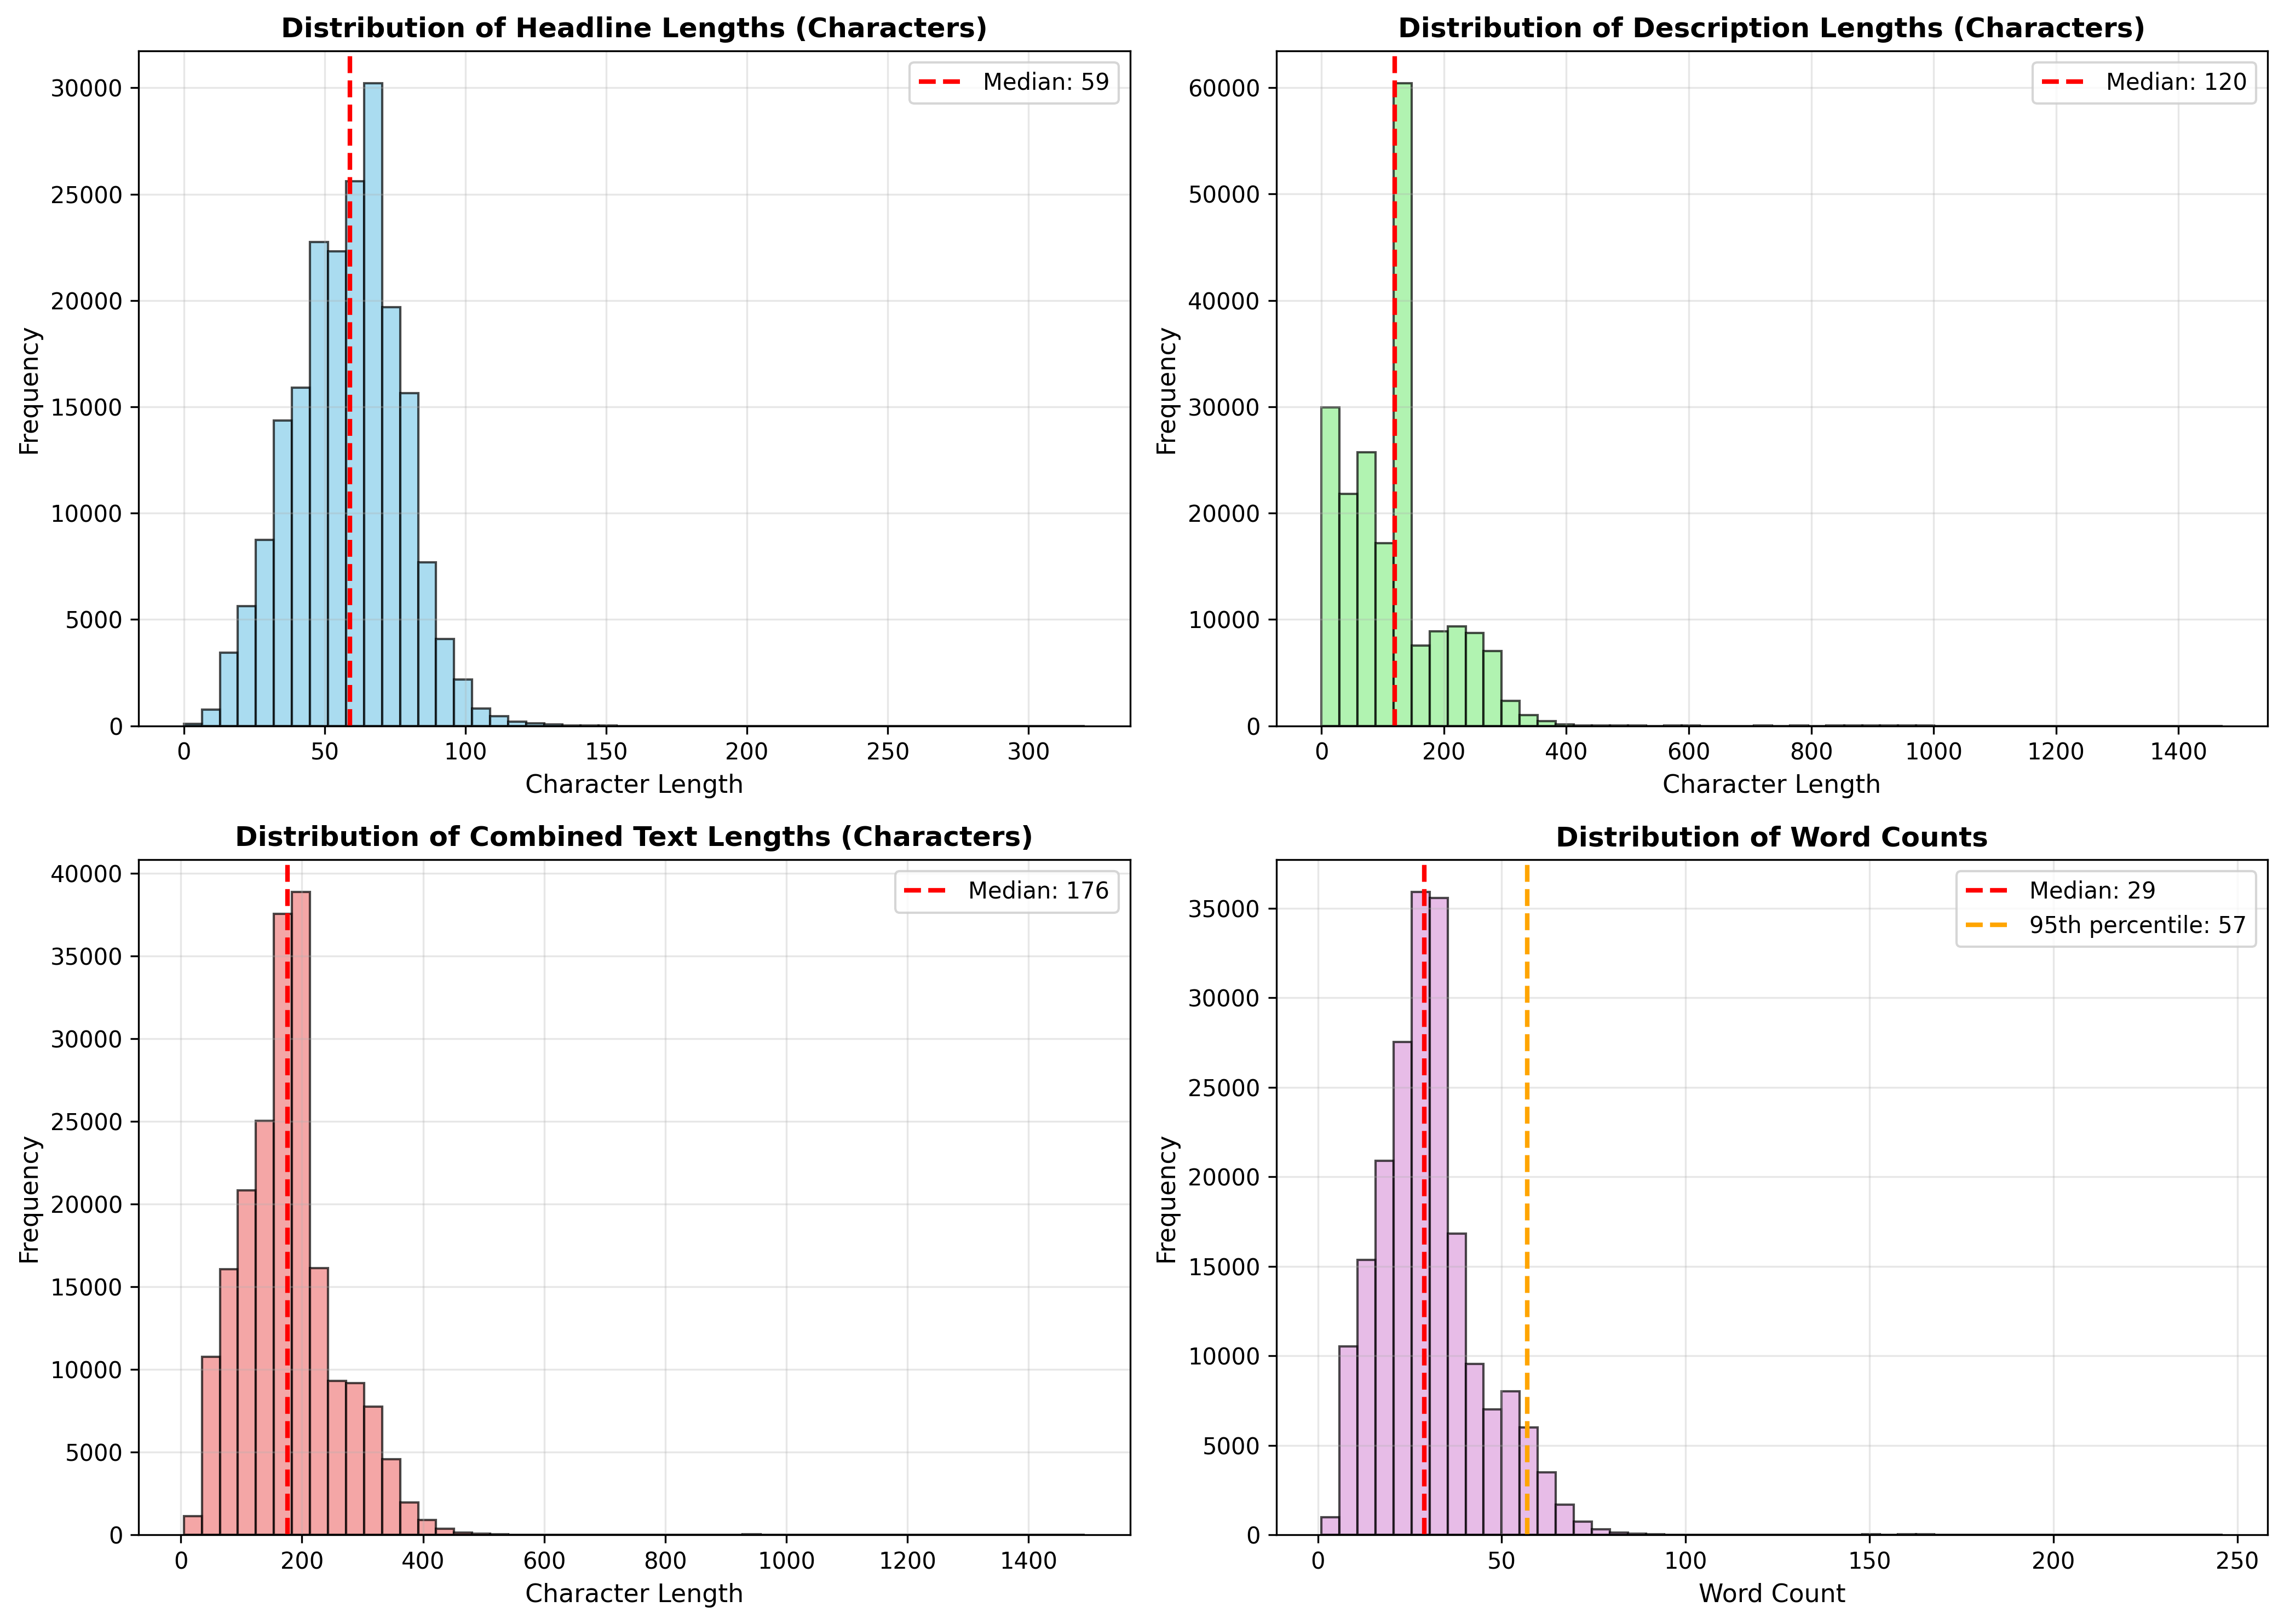 Distribution of Headline Lengths (Characters)
Median: 59
30000
25000
20000
15000
10000
5000
0
Frequency
0 50 100 150 200 250 300
Character Length
Distribution of Description Lengths (Characters)
Median: 120
60000
50000
40000
30000
20000
10000
0
Frequency
0 200 400 600 800 1000 1200 1400
Character Length
Distribution of Combined Text Lengths (Characters)
Median: 176
40000
35000
30000
25000
20000
15000
10000
5000
0
Frequency
0 200 400 600 800 1000 1200 1400
Character Length
Distribution of Word Counts
Median: 29
95th percentile: 57
35000
30000
25000
20000
15000
10000
5000
0
Frequency
0 50 100 150 200 250
Word Count